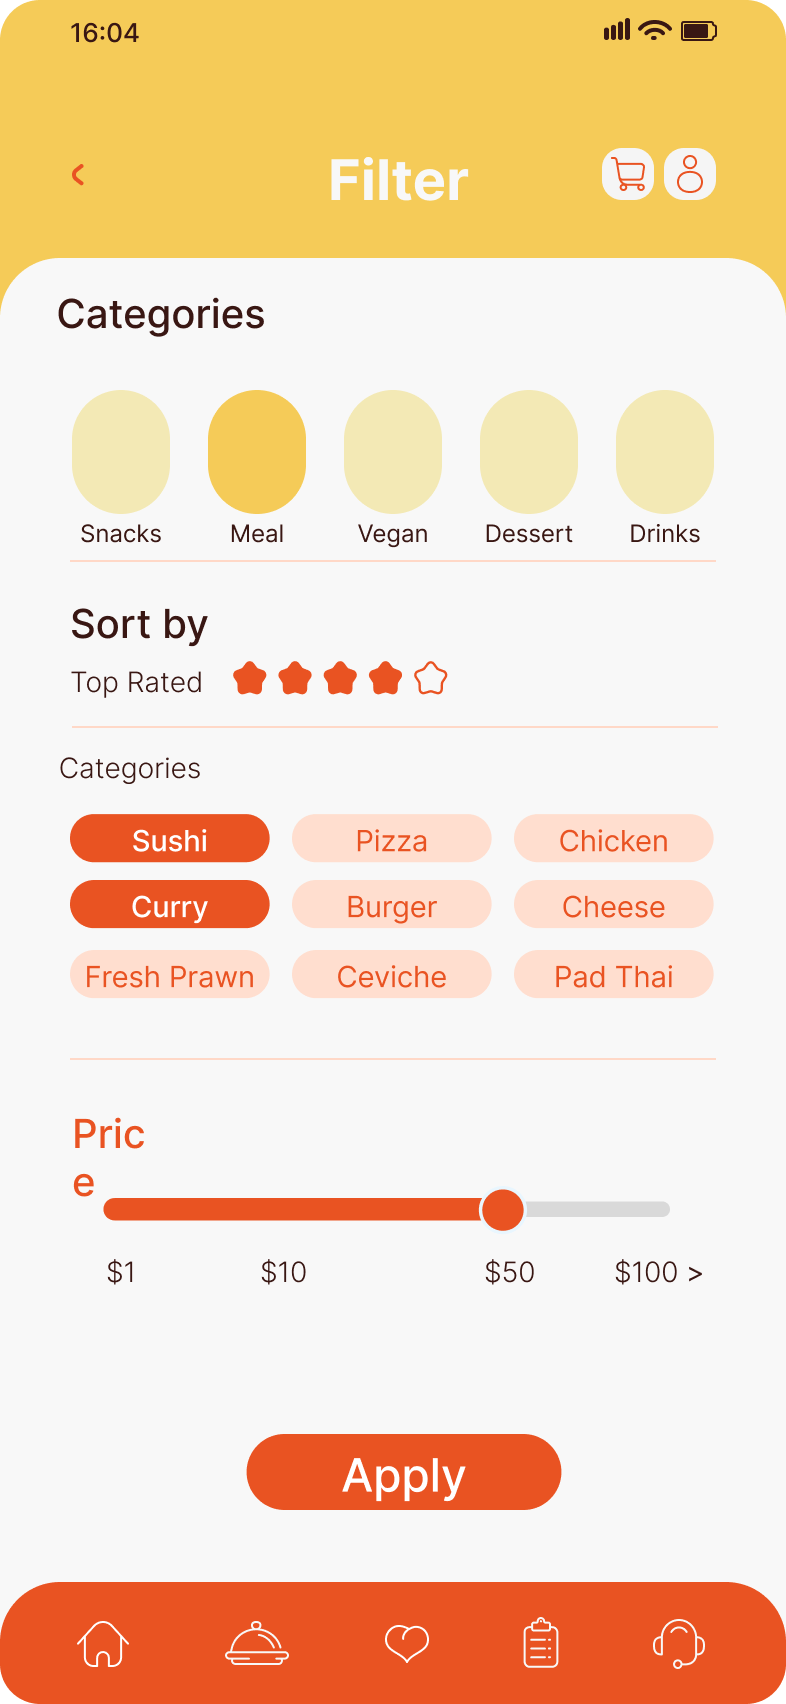 16:04
Filter
Categories
Snacks Meal Vegan Dessert Drinks
Sort by
Top Rated
Categories
Sushi Pizza Chicken
Curry Burger Cheese
Fresh Prawn Ceviche Pad Thai
Pric
e
$1 $10 $50 $100 >
Apply